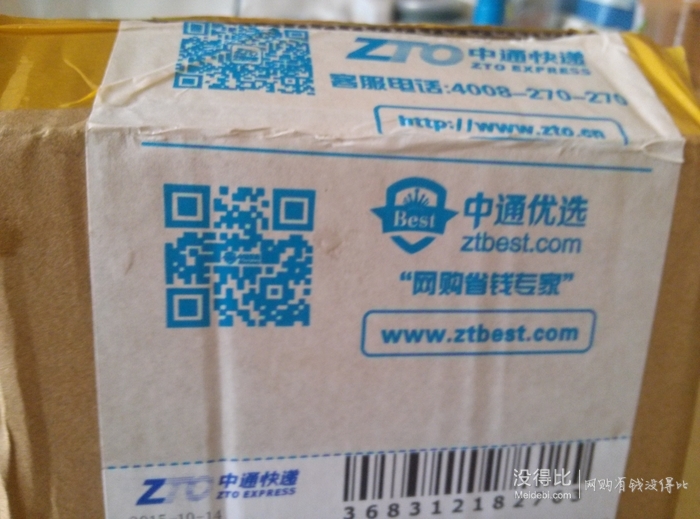 ZTO 中通快递
ZTO EXPRESS
客服电话:4008-270-270
http://www.zto.cn
Best
中通优选
ztbest.com
“网购省钱专家”
www.ztbest.com
ZTO 中通快递
ZTO EXPRESS
2015-10-14
没得比
Meidebi.com
网购有钱没得比